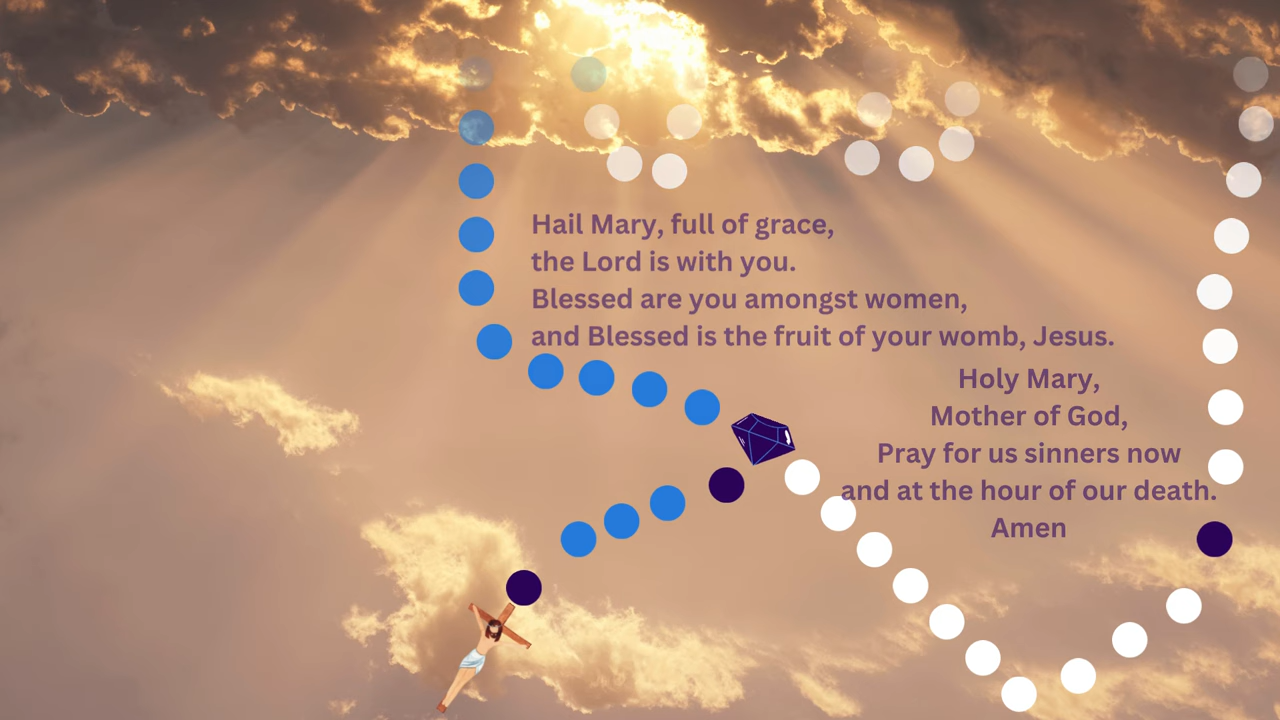 Hail Mary, full of grace,
the Lord is with you.
Blessed are you amongst women,
and Blessed is the fruit of your womb, Jesus.
Holy Mary,
Mother of God,
Pray for us sinners now
and at the hour of our death.
Amen